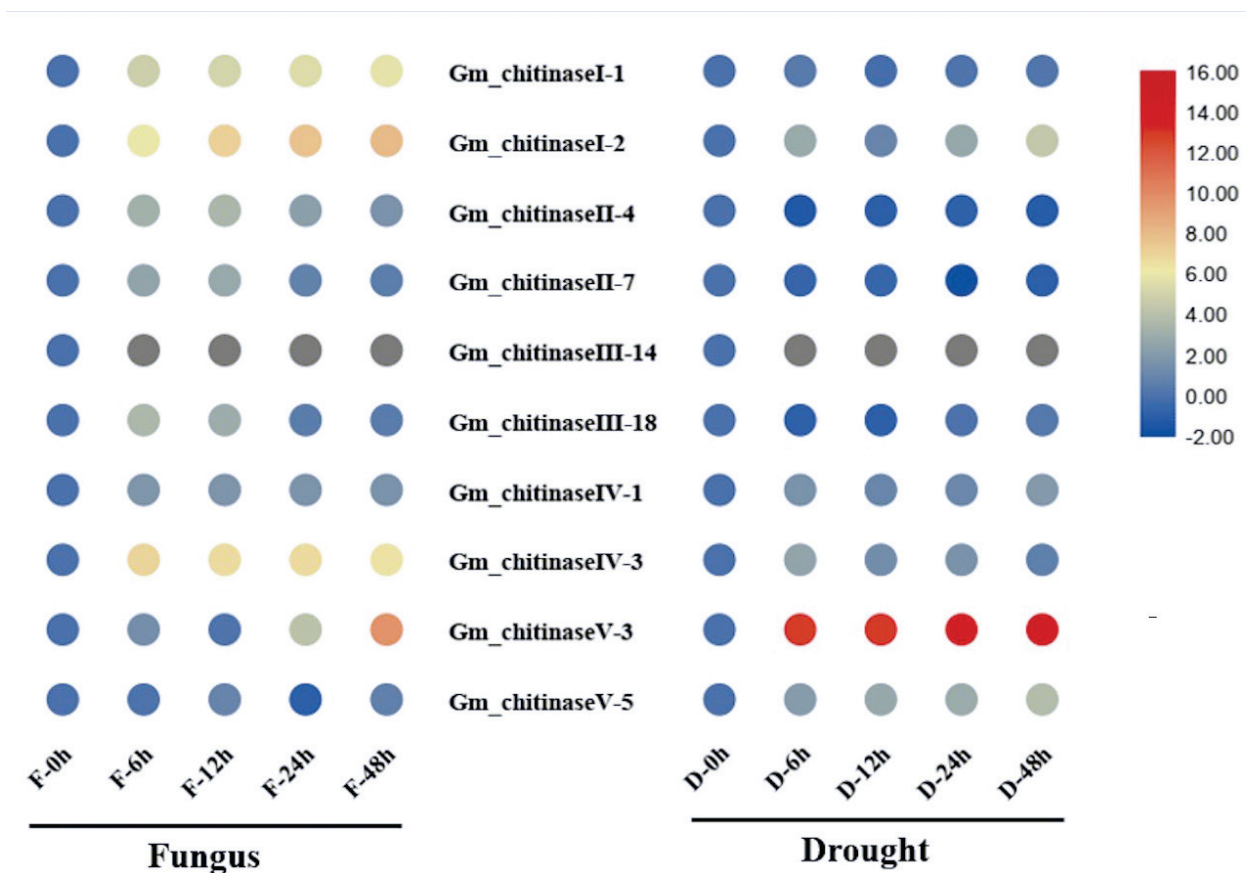 Gm_chitinaseI-1
Gm_chitinaseI-2
Gm_chitinaseII-4
Gm_chitinaseII-7
Gm_chitinaseIII-14
Gm_chitinaseIII-18
Gm_chitinaseIV-1
Gm_chitinaseIV-3
Gm_chitinaseV-3
Gm_chitinaseV-5
F-0h F-6h F-12h F-24h F-48h
Fungus
D-0h D-6h D-12h D-24h D-48h
Drought
16.00
14.00
12.00
10.00
8.00
6.00
4.00
2.00
0.00
-2.00